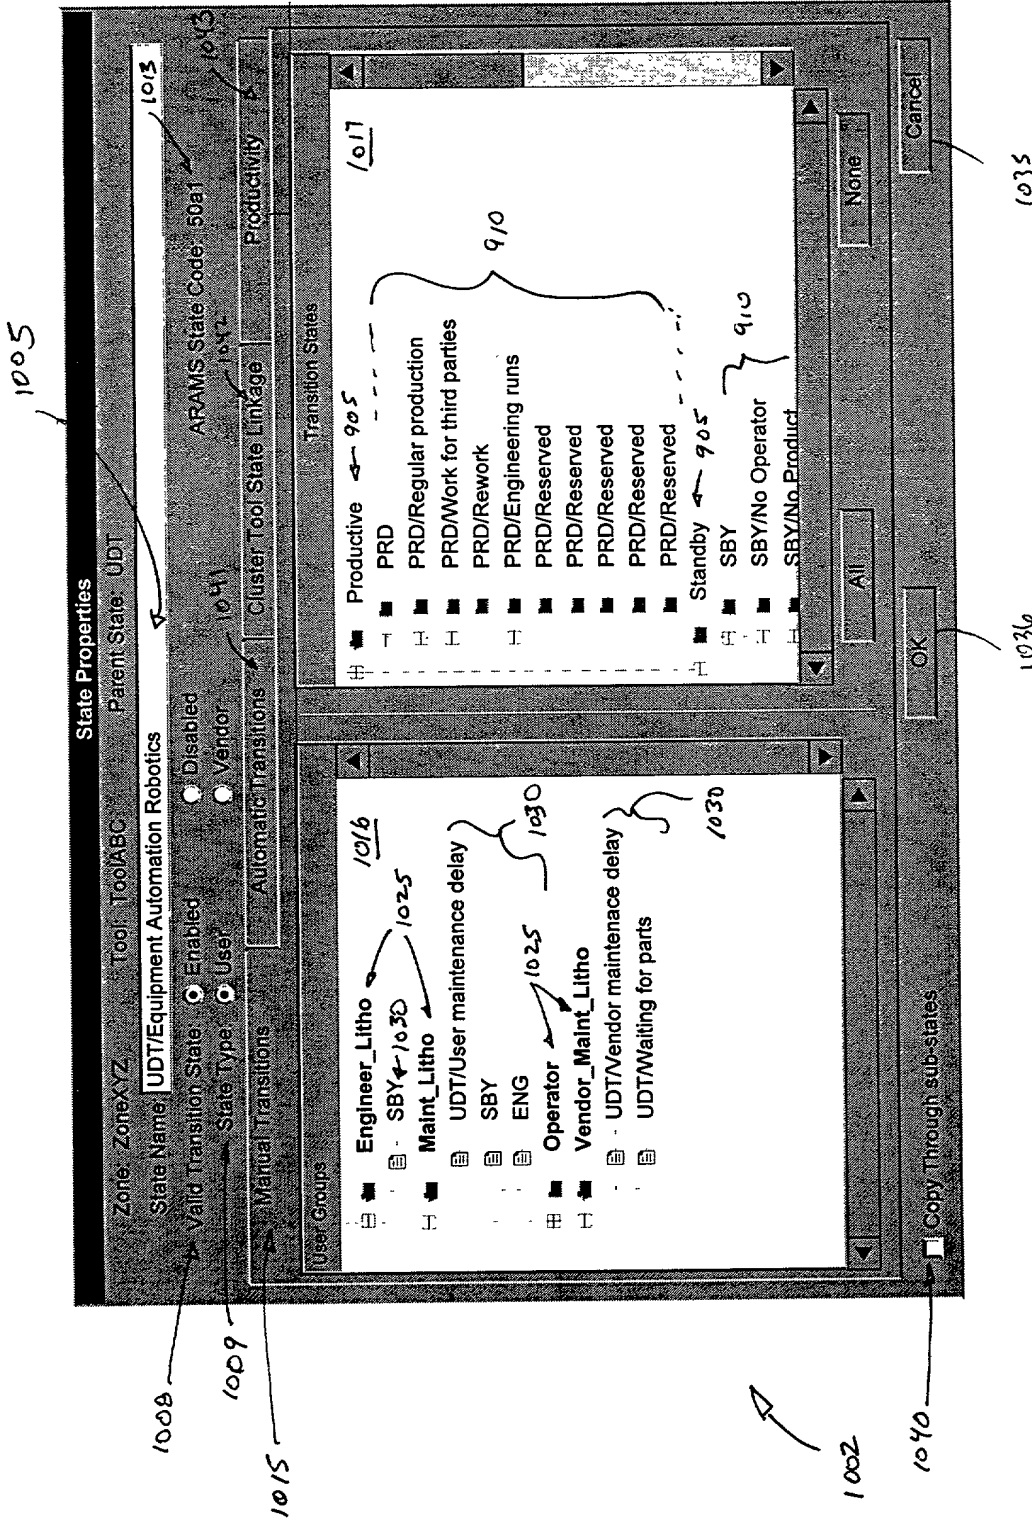 1005
State Properties
Zone: ZoneXYZ Tool: ToolABC Parent State: UDT
State Name UDT/Equipment Automation Robotics 1013
1008 Valid Transition State Enabled Disabled ARAMS State Code: 50a1
1009 State Type User Vendor 1041 1042 1043
1015 Manual Transitions Automatic Transitions Cluster Tool State Linkage Productivity
User Groups
1016
Engineer_Litho
SBY 1030
1025
Maint_Litho
UDT/User maintenance delay
SBY
ENG
1030
Operator
1025
Vendor_Maint_Litho
UDT/Vendor maintenace delay
UDT/Waiting for parts
1030
Transition States
1017
Productive 905
PRD
PRD/Regular production
PRD/Work for third parties
PRD/Rework
PRD/Engineering runs
PRD/Reserved
PRD/Reserved
PRD/Reserved
PRD/Reserved
PRD/Reserved
910
Standby 905
SBY
SBY/No Operator
SBY/No Product
910
All None
1040 Copy Through sub-states OK Cancel
1036 1035
1002